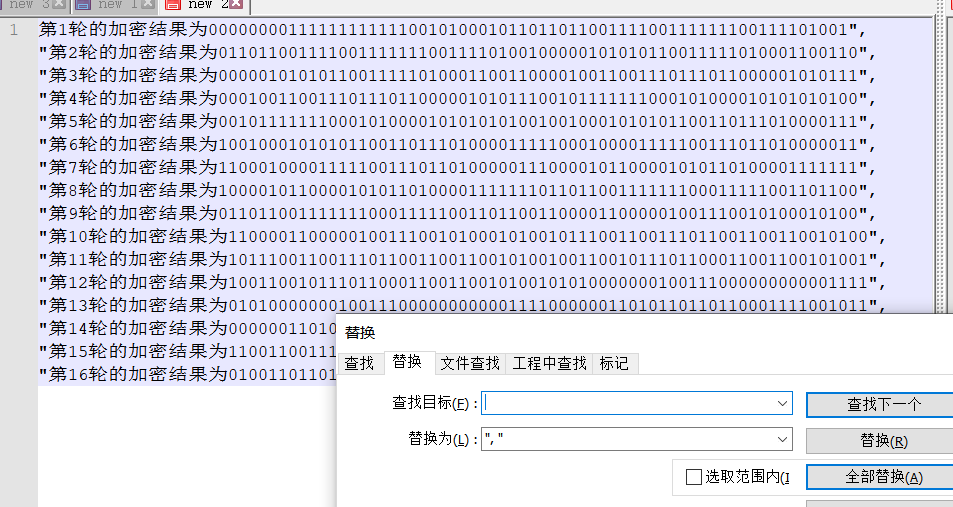 new 3 new 1 new 2
1 第1轮的加密结果为0000000011111111111100101000101101101100111100111111100111101001",
"第2轮的加密结果为0110110011110011111110011110100100000101010110011111010001100110",
"第3轮的加密结果为0000010101011001111101000110011000010011001110111011000001010111",
"第4轮的加密结果为0001001100111011101100000101011100101111111000101000010101010100",
"第5轮的加密结果为0010111111100010100001010101010010010001010101100110111010000111",
"第6轮的加密结果为1001000101010110011011101000011111000100001111100111011010000011",
"第7轮的加密结果为1100010000111110011101101000001110000101100001010110100001111111",
"第8轮的加密结果为1000010110000101011010000111111101101100111111100011111001101100",
"第9轮的加密结果为0110110011111110001111100110110011000011000001001110010100010100",
"第10轮的加密结果为1100001100000100111001010001010010111001100111011001100110010100",
"第11轮的加密结果为1011100110011101100110011001010010011001011101100011001100101001",
"第12轮的加密结果为1001100101110110001100110010100101010000000100111000000000001111",
"第13轮的加密结果为0101000000010011100000000000111100000011010110110110001111001011",
"第14轮的加密结果为0000001101
"第15轮的加密结果为1100110011
"第16轮的加密结果为0100110110
替换
查找 替换 文件查找 工程中查找 标记
查找目标(F) : 查找下一个
替换为(L) : "," 替换(R)
选取范围内(I 全部替换(A)